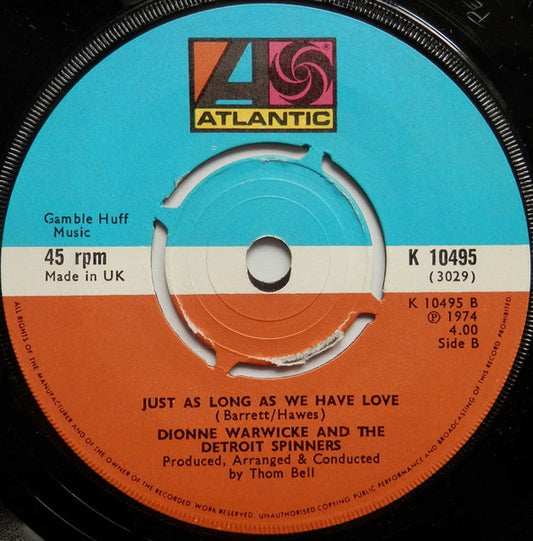 ATLANTIC
Gamble Huff
Music
45 rpm
Made in UK
K 10495
(3029)
K 10495 B
℗ 1974
4.00
Side B
JUST AS LONG AS WE HAVE LOVE
(Barrett/Hawes)
DIONNE WARWICKE AND THE
DETROIT SPINNERS
Produced, Arranged & Conducted
by Thom Bell
ALL RIGHTS OF THE MANUFACTURER AND OF THE OWNER OF THE RECORDED WORK RESERVED. UNAUTHORISED COPYING PUBLIC PERFORMANCE AND BROADCASTING OF THIS RECORD PROHIBITED.